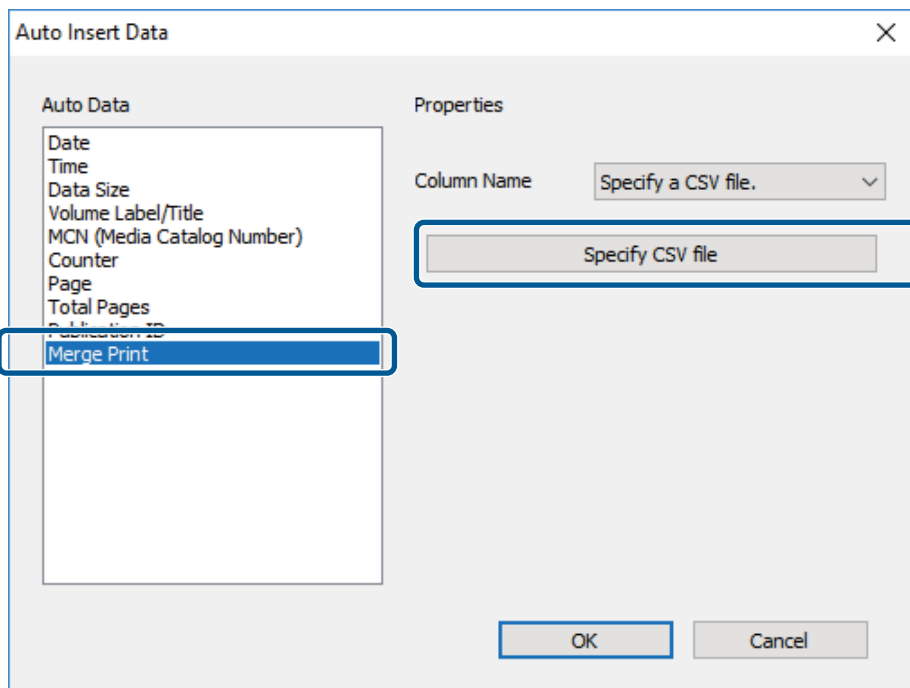 Auto Insert Data
Auto Data
Date
Time
Data Size
Volume Label/Title
MCN (Media Catalog Number)
Counter
Page
Total Pages
Publication ID
Merge Print
Properties
Column Name
Specify a CSV file.
Specify CSV file
OK
Cancel